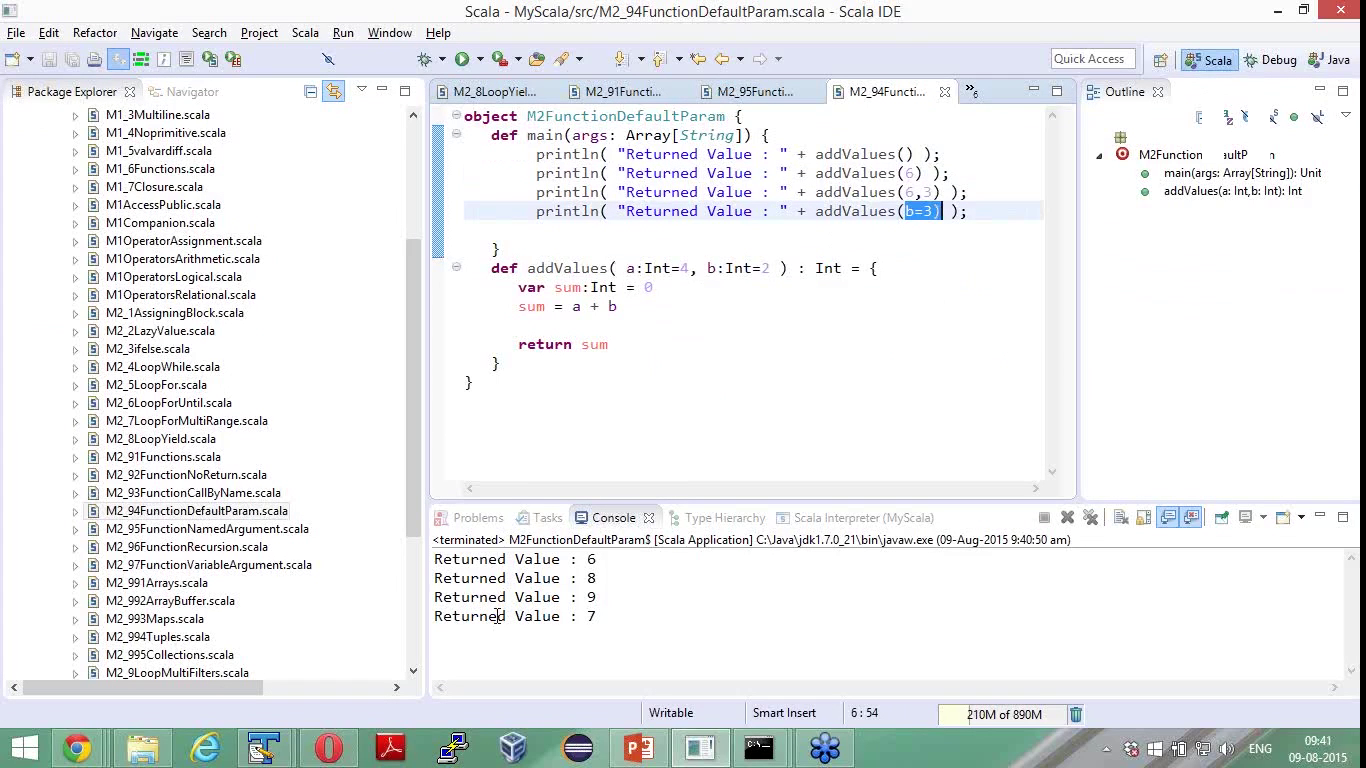 Scala - MyScala/src/M2_94FunctionDefaultParam.scala - Scala IDE
File Edit Refactor Navigate Search Project Scala Run Window Help
Quick Access Scala Debug Java
Package Explorer Navigator
M1_3Multiline.scala
M1_4Noprimitive.scala
M1_5valvardiff.scala
M1_6Functions.scala
M1_7Closure.scala
M1AccessPublic.scala
M1Companion.scala
M1OperatorAssignment.scala
M1OperatorsArithmetic.scala
M1OperatorsLogical.scala
M1OperatorsRelational.scala
M2_1AssigningBlock.scala
M2_2LazyValue.scala
M2_3ifelse.scala
M2_4LoopWhile.scala
M2_5LoopFor.scala
M2_6LoopForUntil.scala
M2_7LoopForMultiRange.scala
M2_8LoopYield.scala
M2_91Functions.scala
M2_92FunctionNoReturn.scala
M2_93FunctionCallByName.scala
M2_94FunctionDefaultParam.scala
M2_95FunctionNamedArgument.scala
M2_96FunctionRecursion.scala
M2_97FunctionVariableArgument.scala
M2_991Arrays.scala
M2_992ArrayBuffer.scala
M2_993Maps.scala
M2_994Tuples.scala
M2_995Collections.scala
M2_9LoopMultiFilters.scala
M2_8LoopYiel... M2_91Functi... M2_95Functi... M2_94Functi... »6
object M2FunctionDefaultParam {
def main(args: Array[String]) {
println( "Returned Value : " + addValues() );
println( "Returned Value : " + addValues(6) );
println( "Returned Value : " + addValues(6,3) );
println( "Returned Value : " + addValues(b=3) );
}
def addValues( a:Int=4, b:Int=2 ) : Int = {
var sum:Int = 0
sum = a + b
return sum
}
}
Outline
M2Function aultP n
main(args: Array[String]): Unit
addValues(a: Int,b: Int): Int
Problems Tasks Console Type Hierarchy Scala Interpreter (MyScala)
<terminated> M2FunctionDefaultParam$ [Scala Application] C:\Java\jdk1.7.0_21\bin\javaw.exe (09-Aug-2015 9:40:50 am)
Returned Value : 6
Returned Value : 8
Returned Value : 9
Returned Value : 7
Writable Smart Insert 6 : 54 210M of 890M
ENG 09:41
09-08-2015